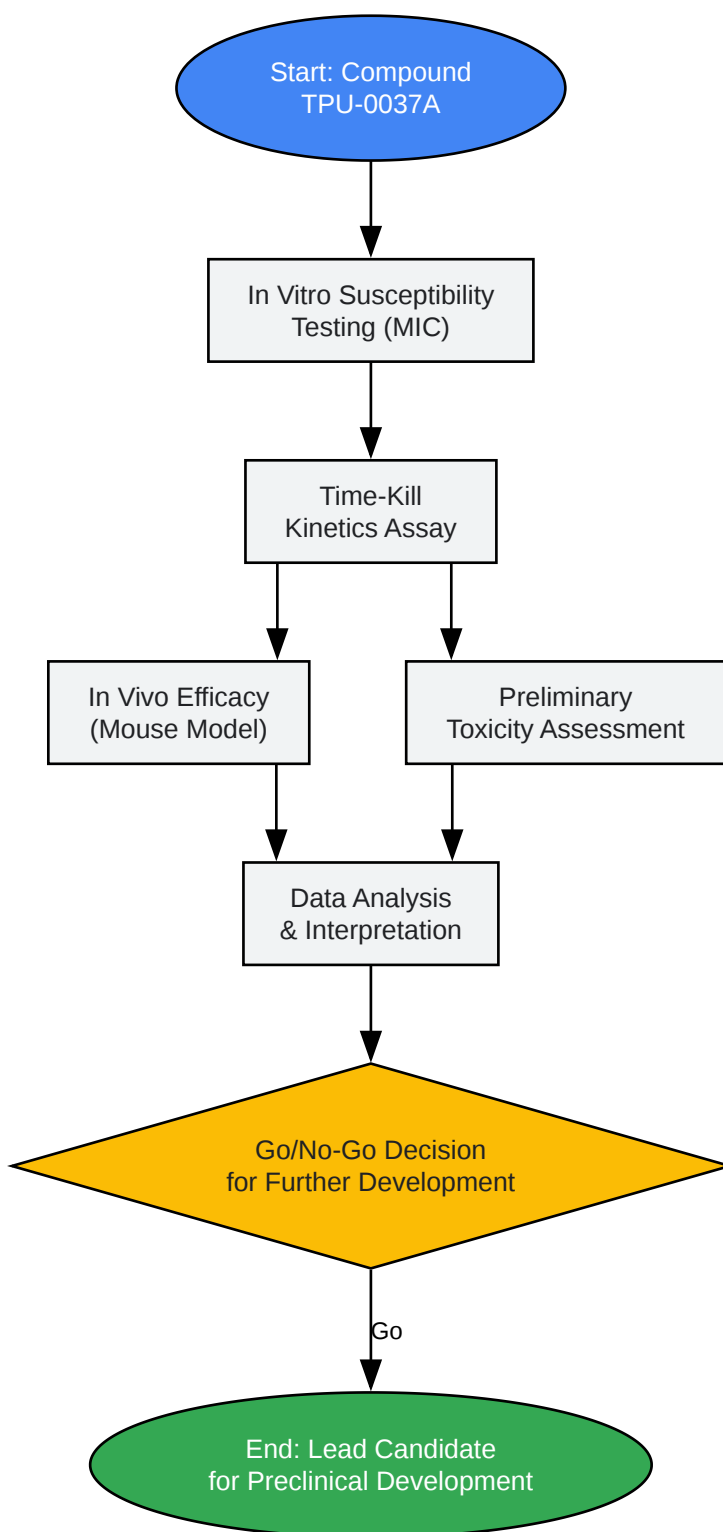 Start: Compound
TPU-0037A
In Vitro Susceptibility
Testing (MIC)
Time-Kill
Kinetics Assay
In Vivo Efficacy
(Mouse Model)
Preliminary
Toxicity Assessment
Data Analysis
& Interpretation
Go/No-Go Decision
for Further Development
Go
End: Lead Candidate
for Preclinical Development